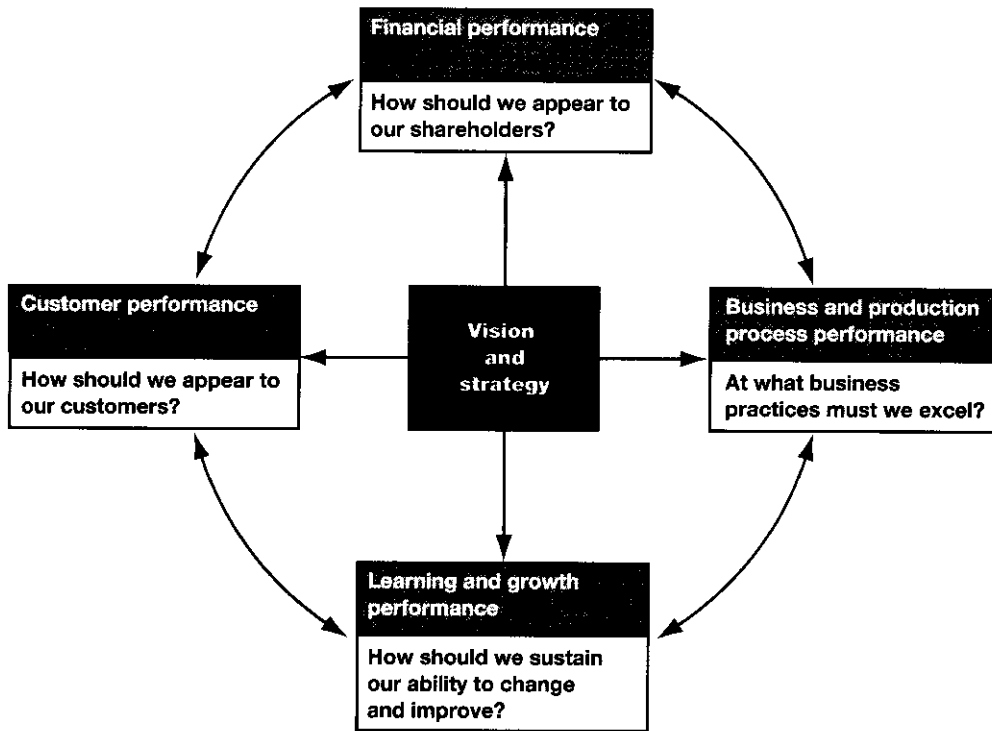 Financial performance
How should we appear to
our shareholders?
Customer performance
How should we appear to
our customers?
Vision
and
strategy
Business and production
process performance
At what business
practices must we excel?
Learning and growth
performance
How should we sustain
our ability to change
and improve?